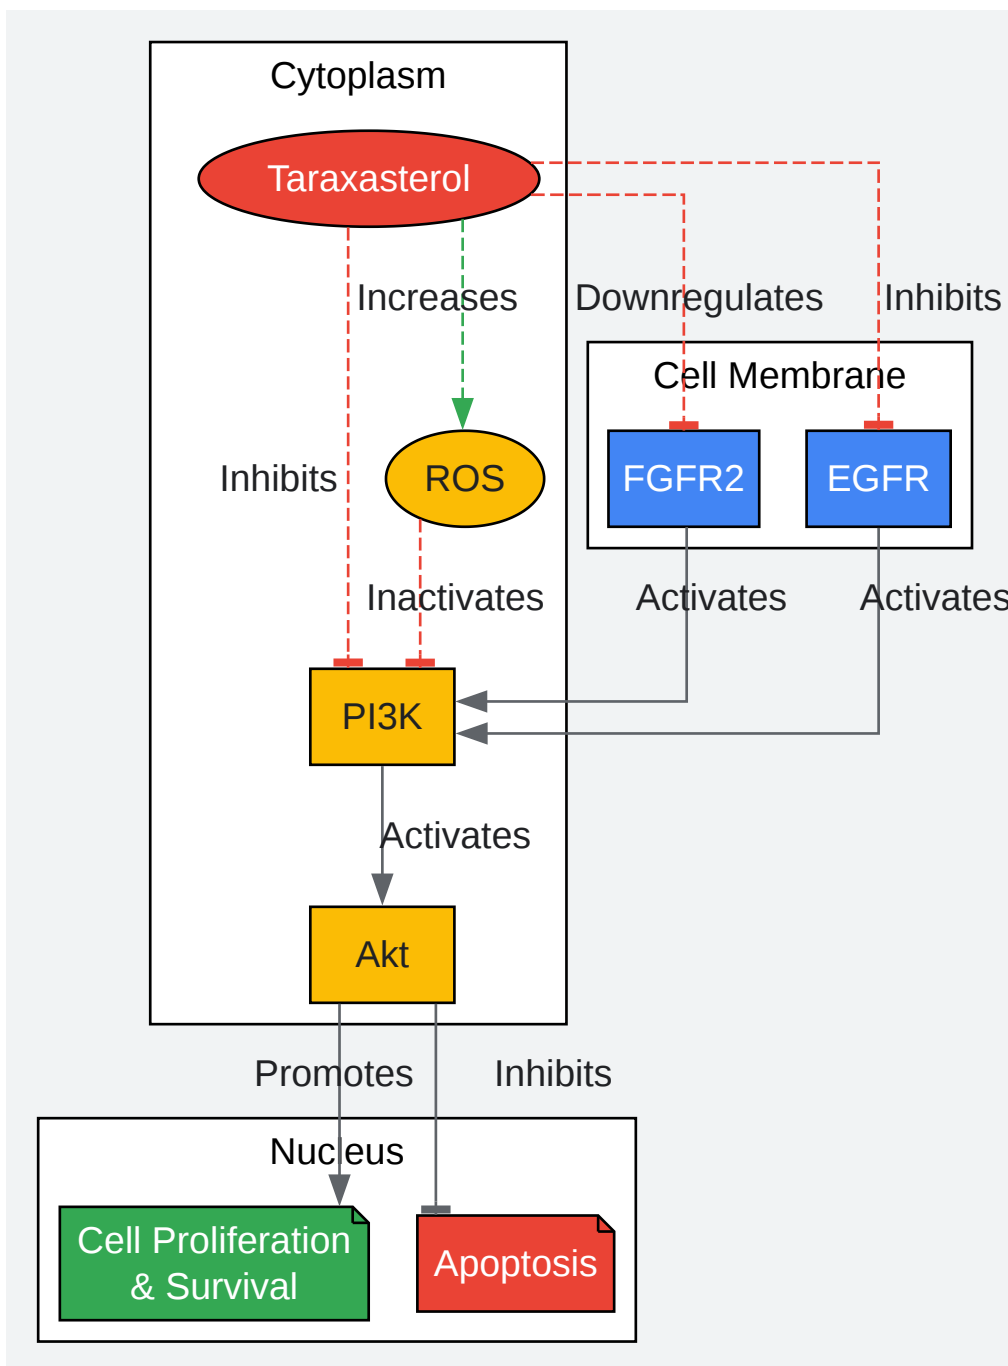 Cytoplasm
Taraxasterol
Increases
Downregulates
Inhibits
Cell Membrane
Inhibits
ROS
FGFR2
EGFR
Inactivates
Activates
Activates
PI3K
Activates
Akt
Promotes
Inhibits
Nucleus
Cell Proliferation
& Survival
Apoptosis